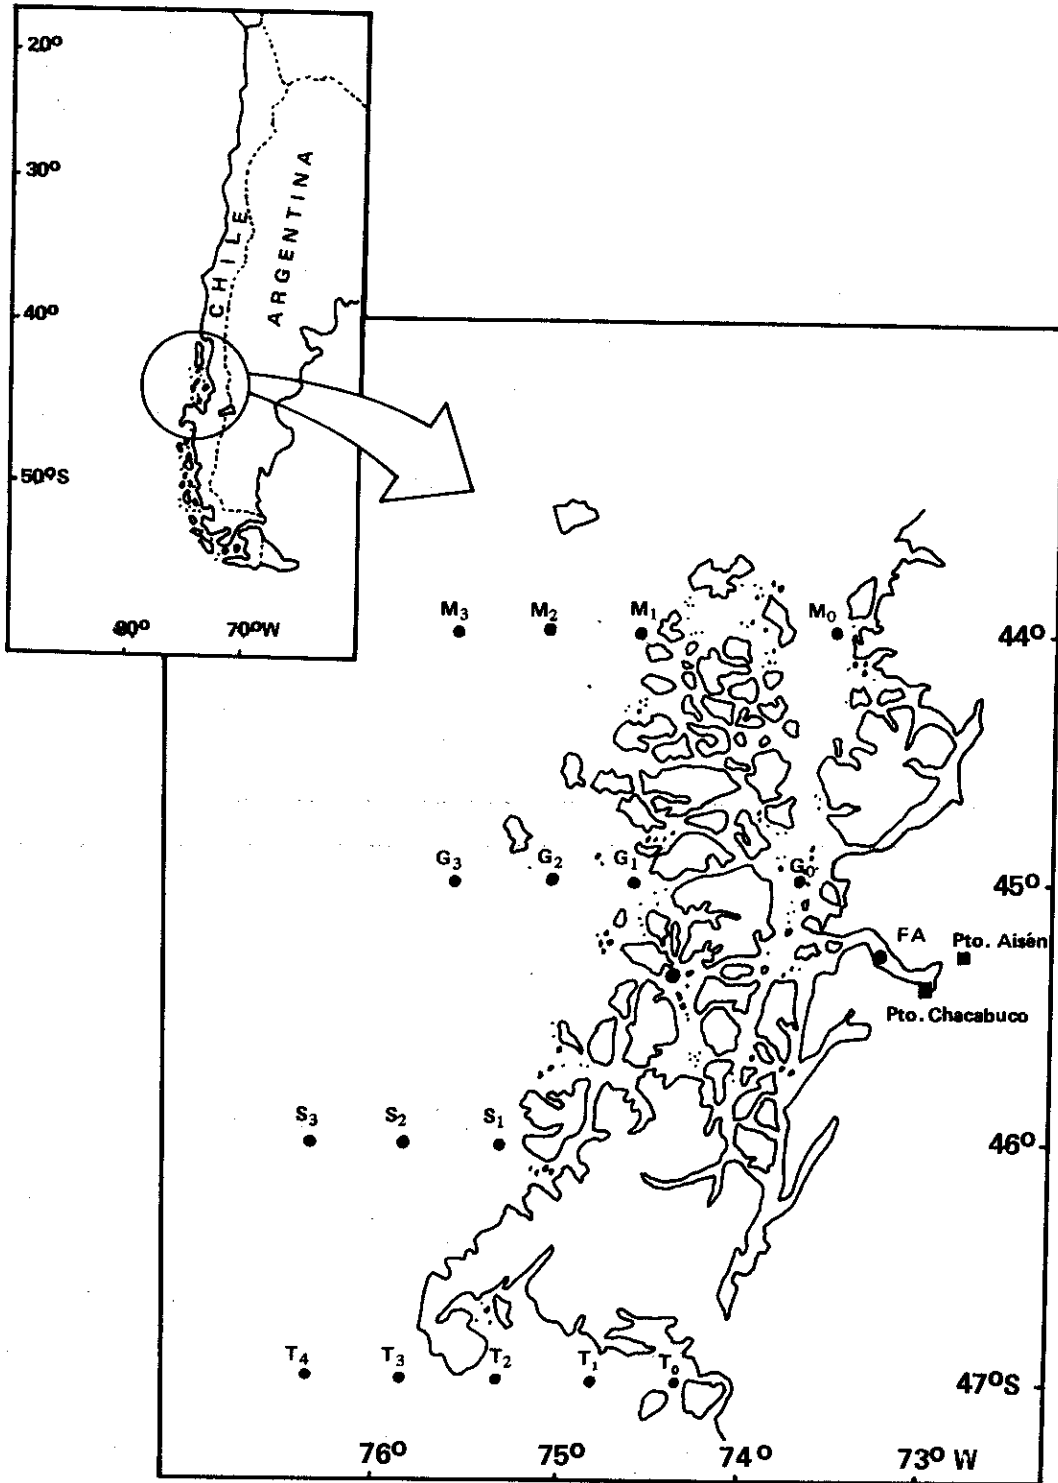 20°
30°
40°
50°S
80°
70°W
CHILE
ARGENTINA
M₃
M₂
M₁
M₀
44°
G₃
G₂
G₁
G₀
45°
FA
Pto. Aisén
Pto. Chacabuco
S₃
S₂
S₁
46°
T₄
T₃
T₂
T₁
T₀
47°S
76°
75°
74°
73° W